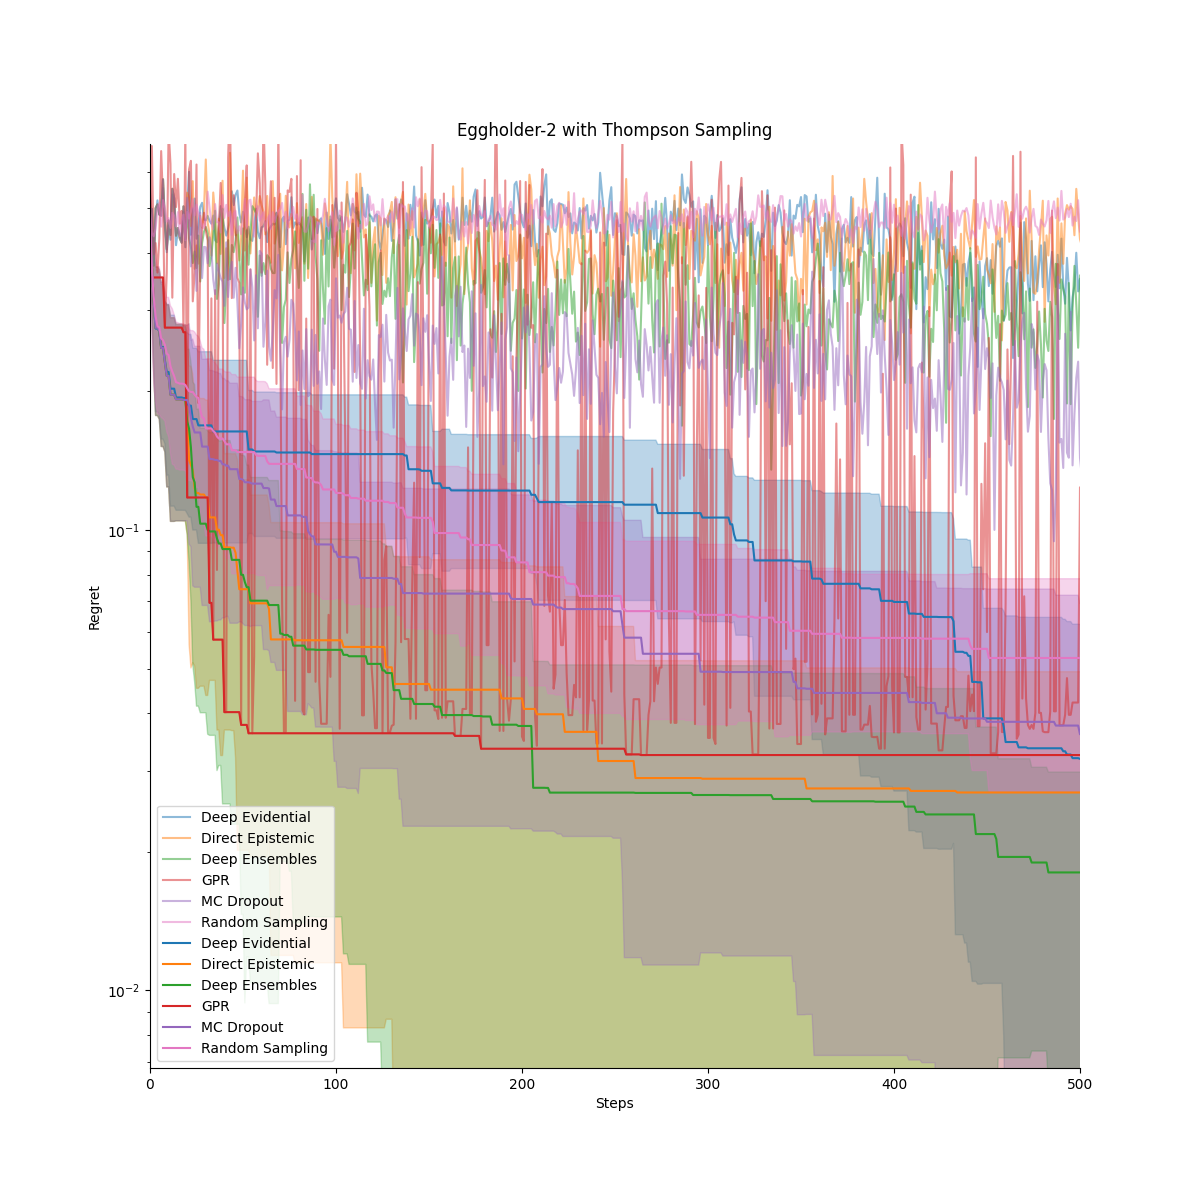 Eggholder-2 with Thompson Sampling
Regret
10⁻¹
10⁻²
Deep Evidential
Direct Epistemic
Deep Ensembles
GPR
MC Dropout
Random Sampling
Deep Evidential
Direct Epistemic
Deep Ensembles
GPR
MC Dropout
Random Sampling
0 100 200 300 400 500
Steps